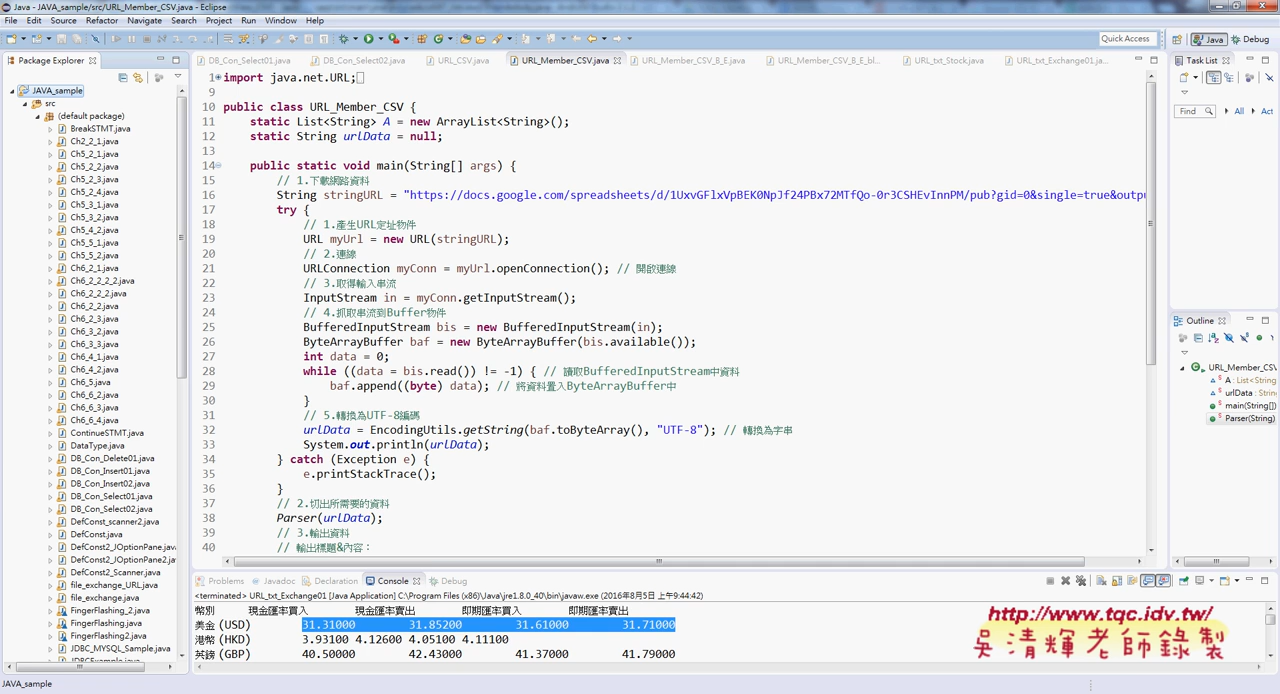 Java - JAVA_sample/src/URL_Member_CSV.java - Eclipse
File Edit Source Refactor Navigate Search Project Run Window Help
Quick Access Java Debug
Package Explorer
DB_Con_Select01.java DB_Con_Select02.java URL_CSV.java URL_Member_CSV.java URL_Member_CSV_B_E.java URL_Member_CSV_B_E_bl... URL_txt_Stock.java URL_txt_Exchange01.ja...
Task List
Find All Act
JAVA_sample
src
(default package)
BreakSTMT.java
Ch2_2_1.java
Ch5_2_1.java
Ch5_2_2.java
Ch5_2_3.java
Ch5_2_4.java
Ch5_3_1.java
Ch5_3_2.java
Ch5_4_2.java
Ch5_5_1.java
Ch5_5_2.java
Ch6_2_1.java
Ch6_2_2_2_2.java
Ch6_2_2_2.java
Ch6_2_2.java
Ch6_2_3.java
Ch6_3_2.java
Ch6_3_3.java
Ch6_4_1.java
Ch6_4_2.java
Ch6_5.java
Ch6_6_2.java
Ch6_6_3.java
Ch6_6_4.java
ContinueSTMT.java
DataType.java
DB_Con_Delete01.java
DB_Con_Insert01.java
DB_Con_Insert02.java
DB_Con_Select01.java
DB_Con_Select02.java
DefConst_scanner2.java
DefConst.java
DefConst2_JOptionPane.java
DefConst2_JOptionPane2.ja
DefConst2_Scanner.java
file_exchange_URL.java
file_exchange.java
FingerFlashing_2.java
FingerFlashing.java
FingerFlashing2.java
JDBC_MYSQL_Sample.java
JDBCExample.java
1 import java.net.URL;
9
10 public class URL_Member_CSV {
11 static List<String> A = new ArrayList<String>();
12 static String urlData = null;
13
14 public static void main(String[] args) {
15 // 1.下載網路資料
16 String stringURL = "https://docs.google.com/spreadsheets/d/1UxvGFlxVpBEK0NpJf24PBx72MTfQo-0r3CSHEvInnPM/pub?gid=0&single=true&outpu
17 try {
18 // 1.產生URL定址物件
19 URL myUrl = new URL(stringURL);
20 // 2.連線
21 URLConnection myConn = myUrl.openConnection(); // 開啟連線
22 // 3.取得輸入串流
23 InputStream in = myConn.getInputStream();
24 // 4.抓取串流到Buffer物件
25 BufferedInputStream bis = new BufferedInputStream(in);
26 ByteArrayBuffer baf = new ByteArrayBuffer(bis.available());
27 int data = 0;
28 while ((data = bis.read()) != -1) { // 讀取BufferedInputStream中資料
29 baf.append((byte) data); // 將資料置入ByteArrayBuffer中
30 }
31 // 5.轉換為UTF-8編碼
32 urlData = EncodingUtils.getString(baf.toByteArray(), "UTF-8"); // 轉換為字串
33 System.out.println(urlData);
34 } catch (Exception e) {
35 e.printStackTrace();
36 }
37 // 2.切出所需要的資料
38 Parser(urlData);
39 // 3.輸出資料
40 // 輸出標題&內容：
Outline
URL_Member_CSV
A : List<String
urlData : String
main(String[])
Parser(String)
Problems Javadoc Declaration Console Debug
<terminated> URL_txt_Exchange01 [Java Application] C:\Program Files (x86)\Java\jre1.8.0_40\bin\javaw.exe (2016年8月5日 上午9:44:42)
幣別 現金匯率買入 現金匯率賣出 即期匯率買入 即期匯率賣出
美金 (USD) 31.31000 31.85200 31.61000 31.71000
港幣 (HKD) 3.93100 4.12600 4.05100 4.11100
英鎊 (GBP) 40.50000 42.43000 41.37000 41.79000
http://www.tqc.idv.tw/
吳清輝老師錄製
JAVA_sample